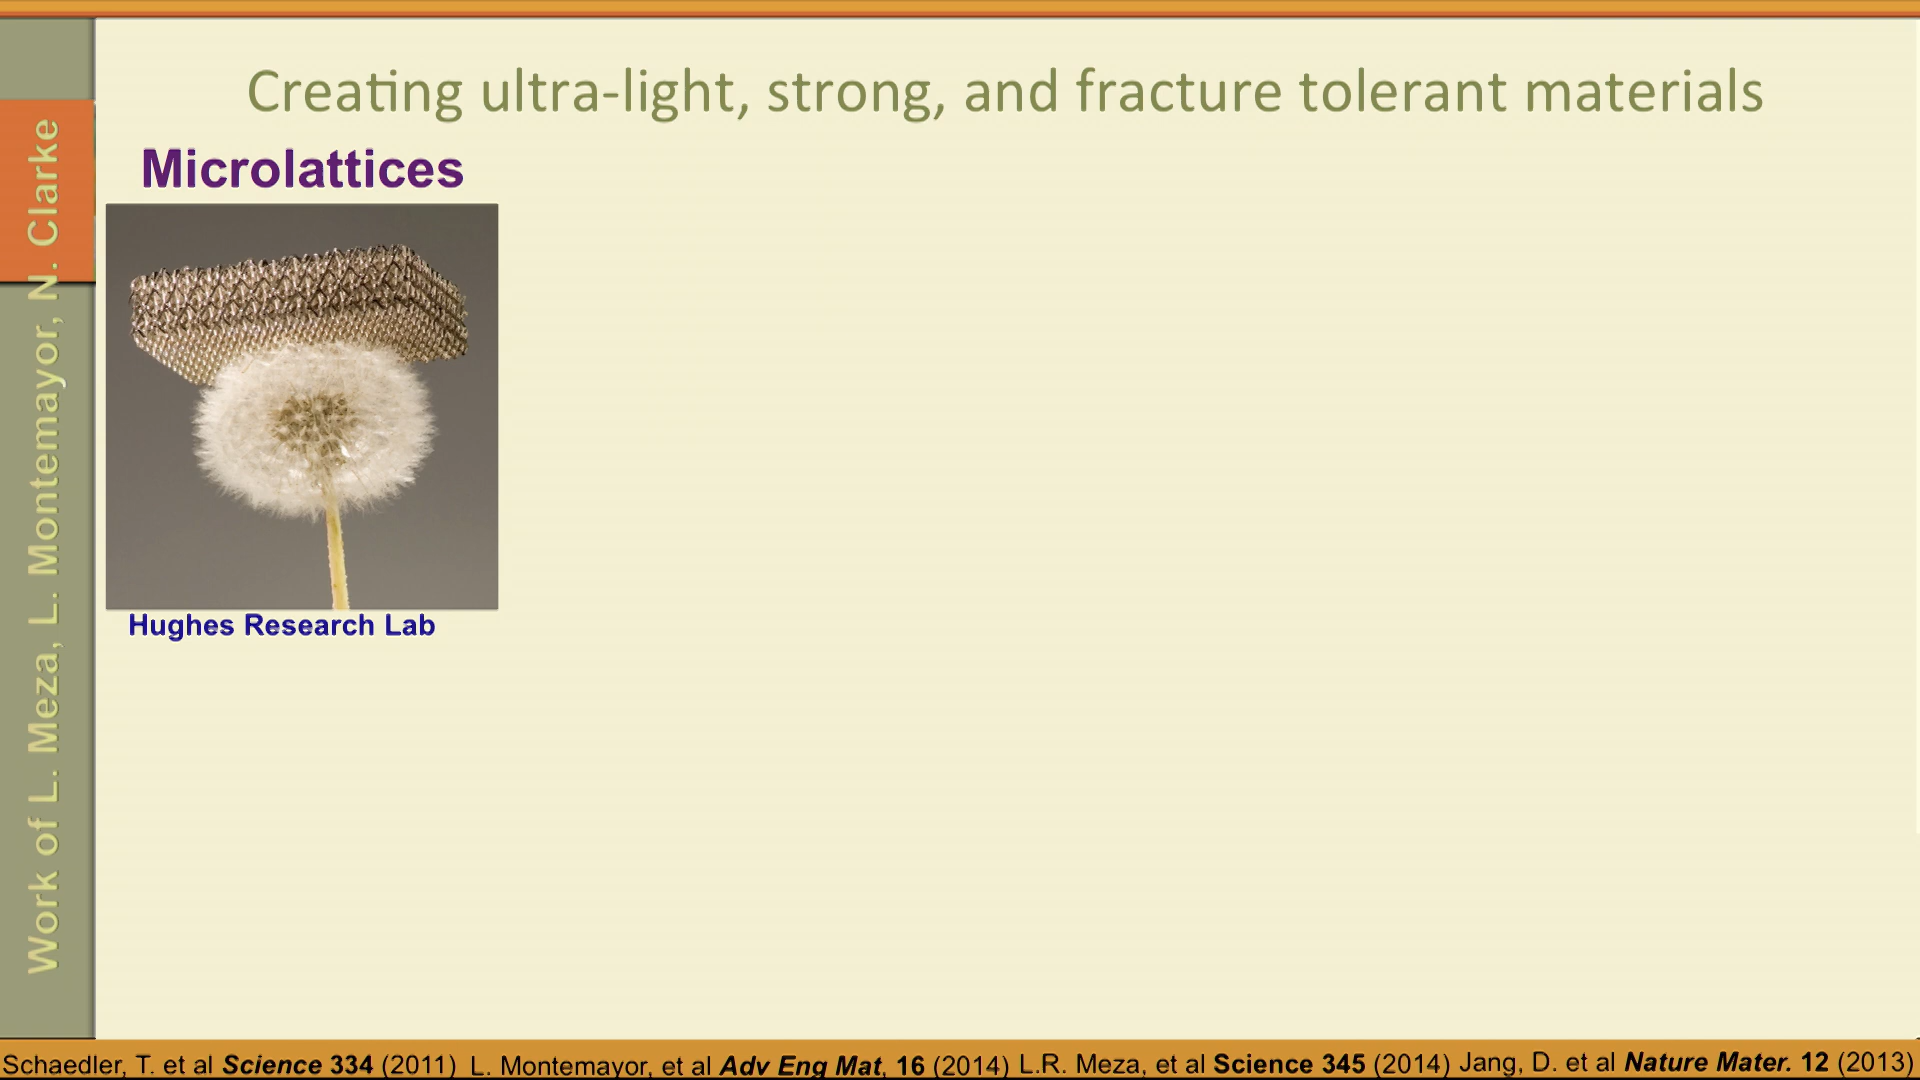 Creating ultra-light, strong, and fracture tolerant materials
Microlattices
Hughes Research Lab
Work of L. Meza, L. Montemayor, N. Clarke
Schaedler, T. et al Science 334 (2011) L. Montemayor, et al Adv Eng Mat, 16 (2014) L.R. Meza, et al Science 345 (2014) Jang, D. et al Nature Mater. 12 (2013)